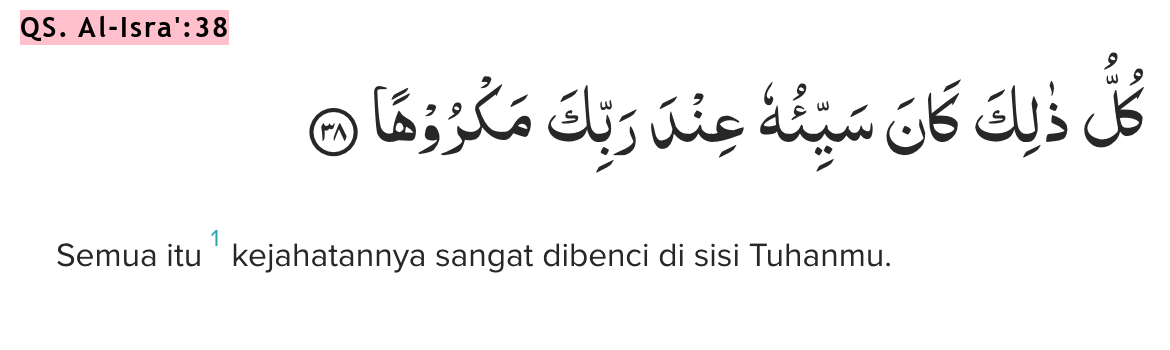 QS. Al-Isra':38
كُلُّ ذٰلِكَ كَانَ سَيِّئُهٗ عِنْدَ رَبِّكَ مَكْرُوْهًا ٣٨
Semua itu 1 kejahatannya sangat dibenci di sisi Tuhanmu.